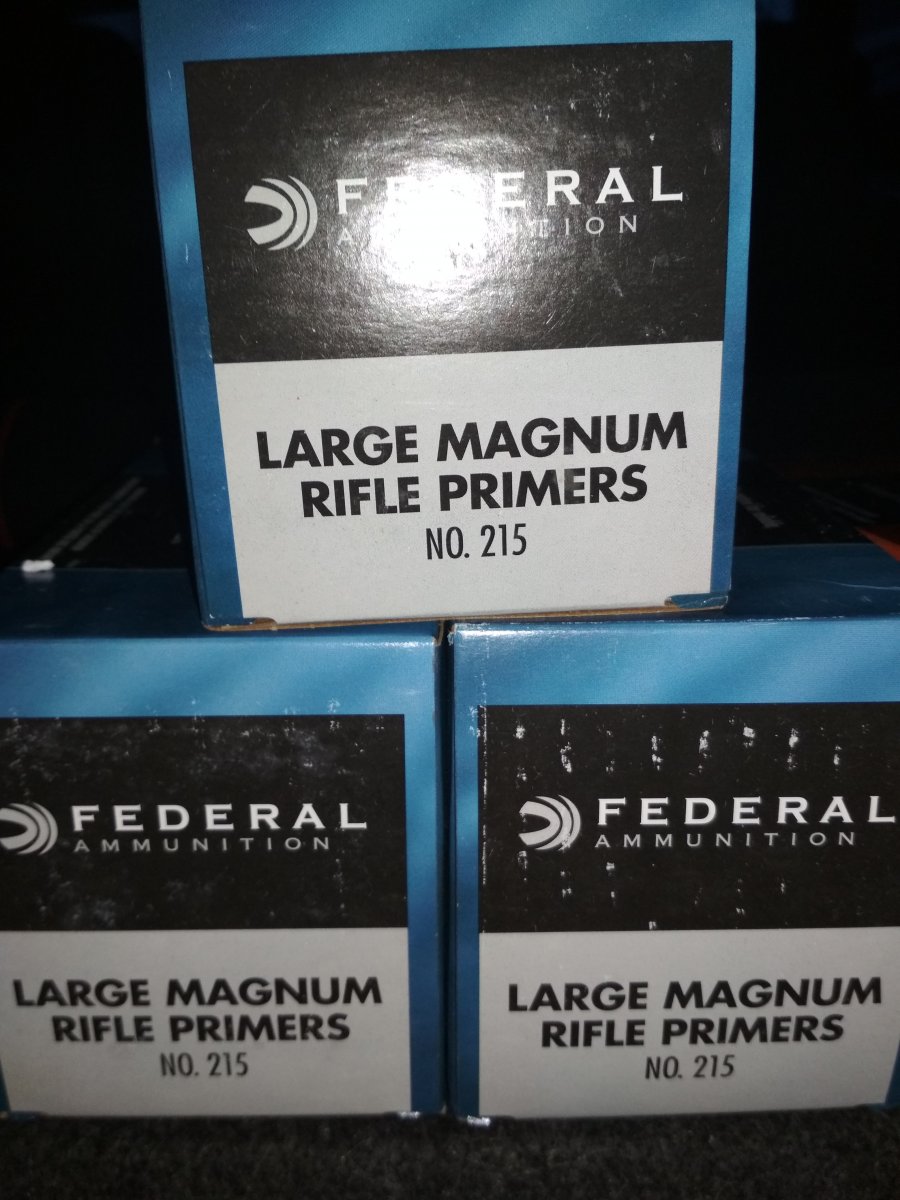 FEDERAL
AMMUNITION
LARGE MAGNUM
RIFLE PRIMERS
NO. 215
FEDERAL
AMMUNITION
LARGE MAGNUM
RIFLE PRIMERS
NO. 215
FEDERAL
AMMUNITION
LARGE MAGNUM
RIFLE PRIMERS
NO. 215